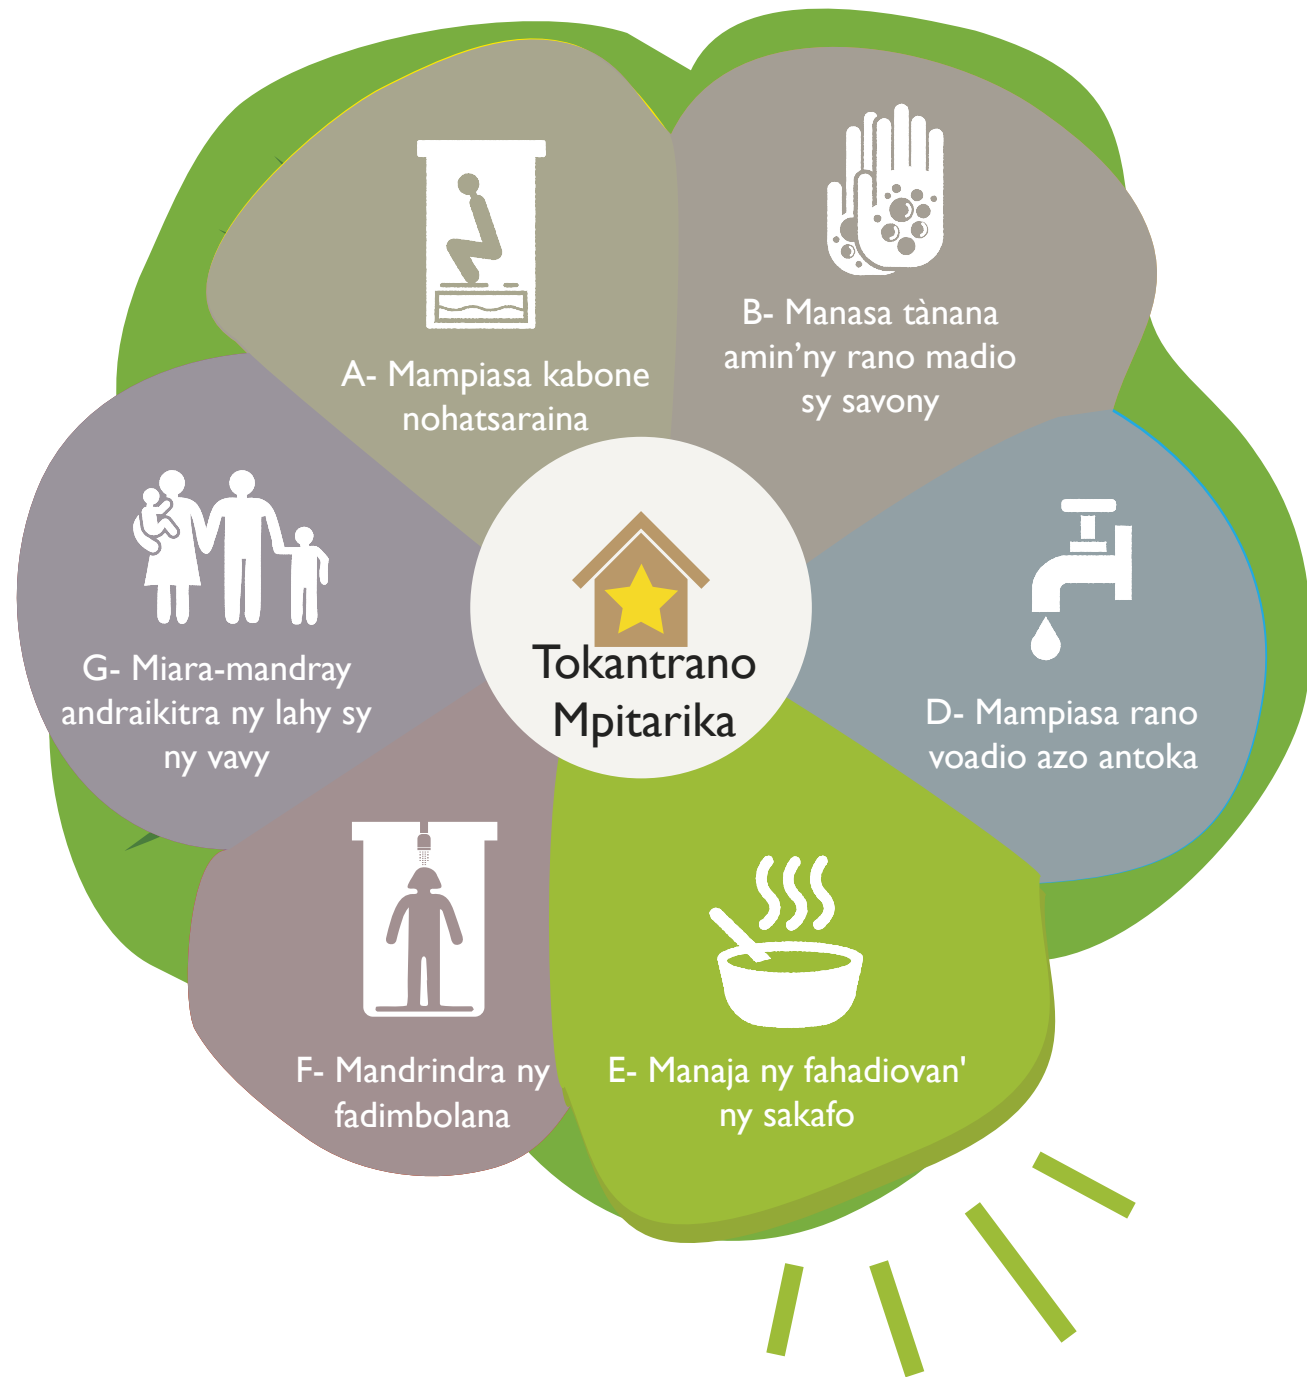 A- Mampiasa kabone
nohatsaraina
B- Manasa tànana
amin’ny rano madio
sy savony
D- Mampiasa rano
voadio azo antoka
E- Manaja ny fahadiovan'
ny sakafo
F- Mandrindra ny
fadimbolana
G- Miara-mandray
andraikitra ny lahy sy
ny vavy
Tokantrano
Mpitarika